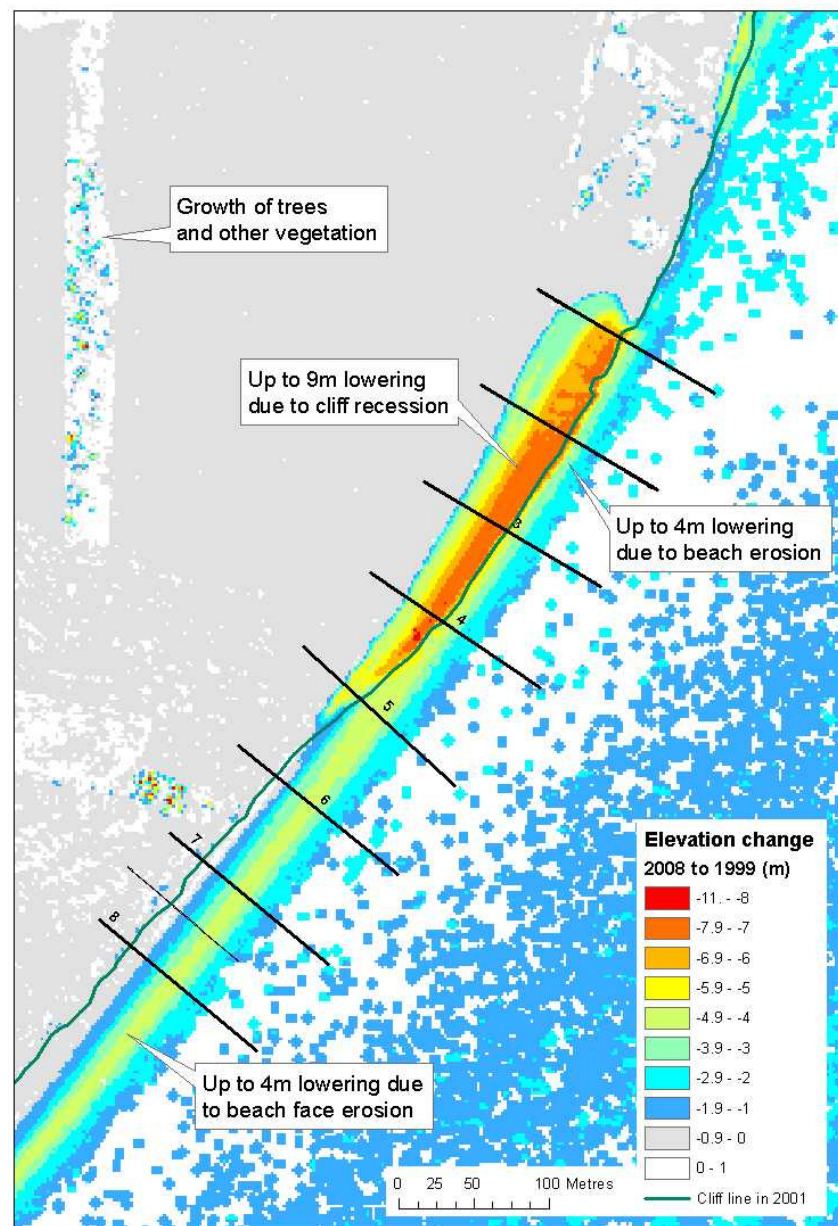 Growth of trees
and other vegetation
Up to 9m lowering
due to cliff recession
3
Up to 4m lowering
due to beach erosion
4
5
6
7
8
Up to 4m lowering due
to beach face erosion
Elevation change
2008 to 1999 (m)
-11. - -8
-7.9 - -7
-6.9 - -6
-5.9 - -5
-4.9 - -4
-3.9 - -3
-2.9 - -2
-1.9 - -1
-0.9 - 0
0 - 1
Cliff line in 2001
0 25 50 100 Metres